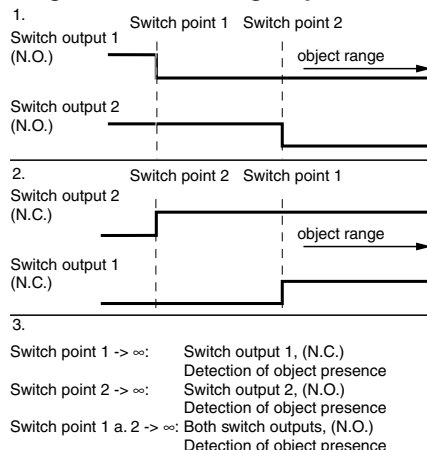 1.
Switch point 1 Switch point 2
Switch output 1
(N.O.)
object range
Switch output 2
(N.O.)
2.
Switch point 2 Switch point 1
Switch output 2
(N.C.)
object range
Switch output 1
(N.C.)
3.
Switch point 1 -> ∞: Switch output 1, (N.C.)
Detection of object presence
Switch point 2 -> ∞: Switch output 2, (N.O.)
Detection of object presence
Switch point 1 a. 2 -> ∞: Both switch outputs, (N.O.)
Detection of object presence